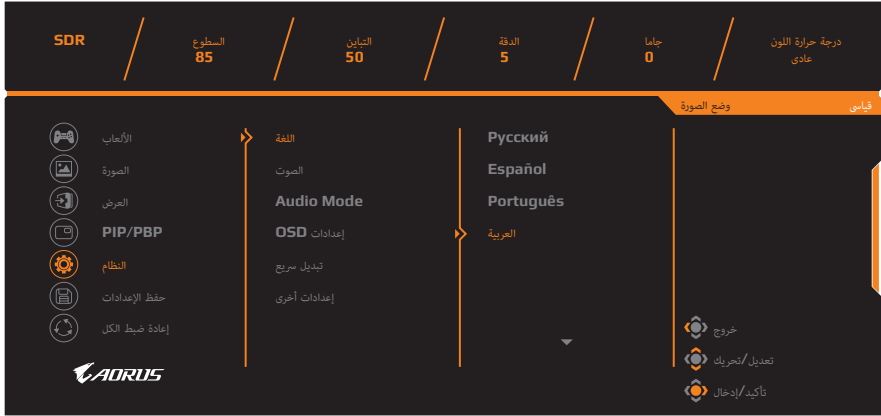 SDR
السطوع
85
التباين
50
الدقة
5
جاما
0
درجة حرارة اللون
عادى
وضع الصورة
قياسى
الألعاب
الصورة
العرض
PIP/PBP
النظام
حفظ الإعدادات
إعادة ضبط الكل
اللغة
الصوت
Audio Mode
إعدادات OSD
تبديل سريع
إعدادات أخرى
Русский
Español
Português
العربية
خروج
تعديل/تحريك
تأكيد/إدخال
AORUS